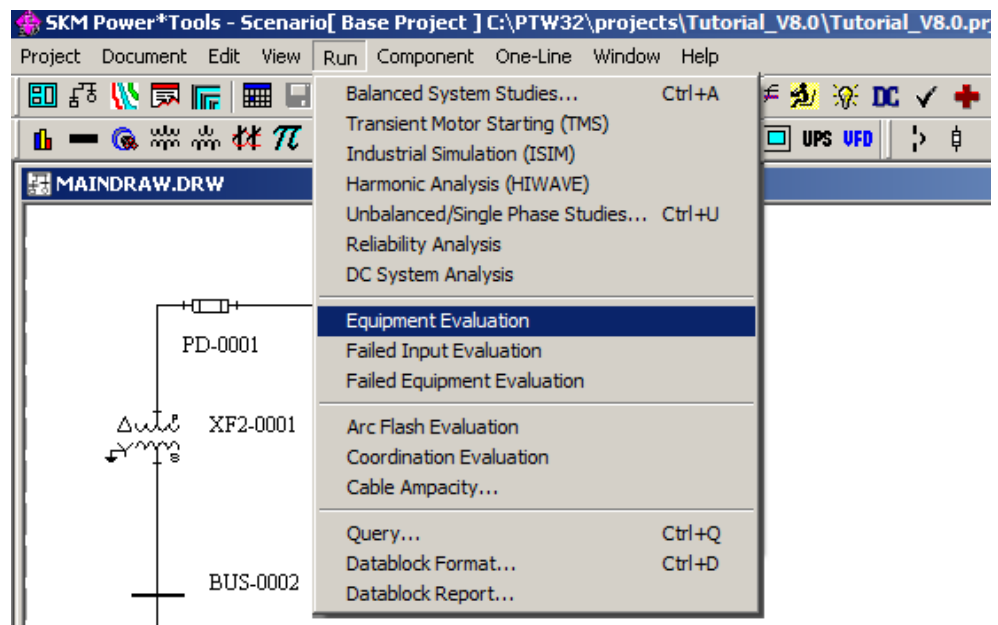 SKM Power*Tools - Scenario[ Base Project ] C:\PTW32\projects\Tutorial_V8.0\Tutorial_V8.0.prj
Project Document Edit View Run Component One-Line Window Help
DC
UPS VFD
MAINDRAW.DRW
Balanced System Studies... Ctrl+A
Transient Motor Starting (TMS)
Industrial Simulation (ISIM)
Harmonic Analysis (HIWAVE)
Unbalanced/Single Phase Studies... Ctrl+U
Reliability Analysis
DC System Analysis
Equipment Evaluation
Failed Input Evaluation
Failed Equipment Evaluation
Arc Flash Evaluation
Coordination Evaluation
Cable Ampacity...
Query... Ctrl+Q
Datablock Format... Ctrl+D
Datablock Report...
PD-0001
XF2-0001
S
BUS-0002